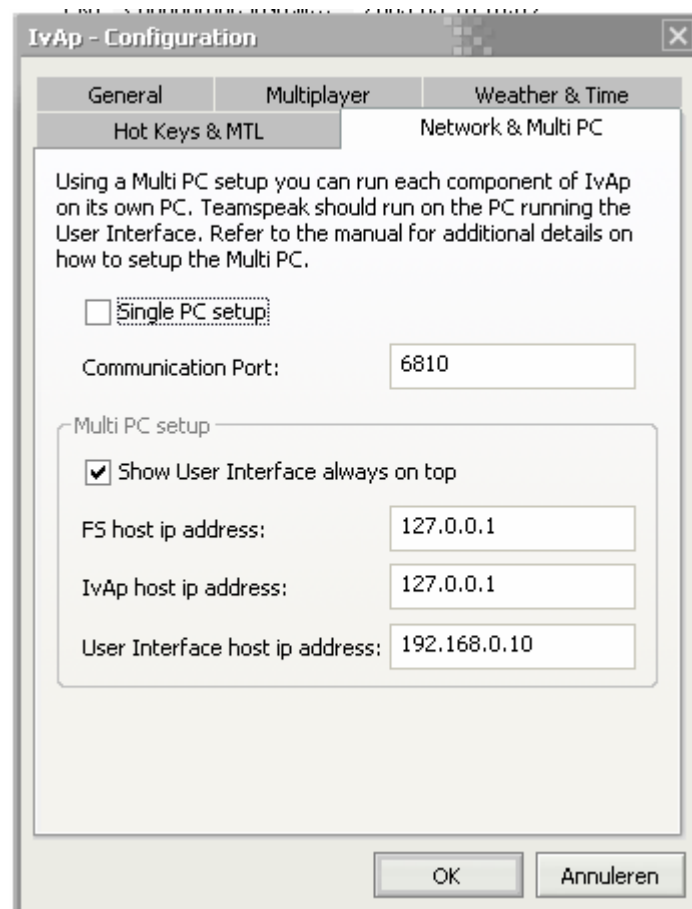 IvAp - Configuration
General
Multiplayer
Weather & Time
Hot Keys & MTL
Network & Multi PC
Using a Multi PC setup you can run each component of IvAp
on its own PC. Teamspeak should run on the PC running the
User Interface. Refer to the manual for additional details on
how to setup the Multi PC.
Single PC setup
Communication Port: 6810
Multi PC setup
Show User Interface always on top
FS host ip address: 127.0.0.1
IvAp host ip address: 127.0.0.1
User Interface host ip address: 192.168.0.10
OK
Annuleren